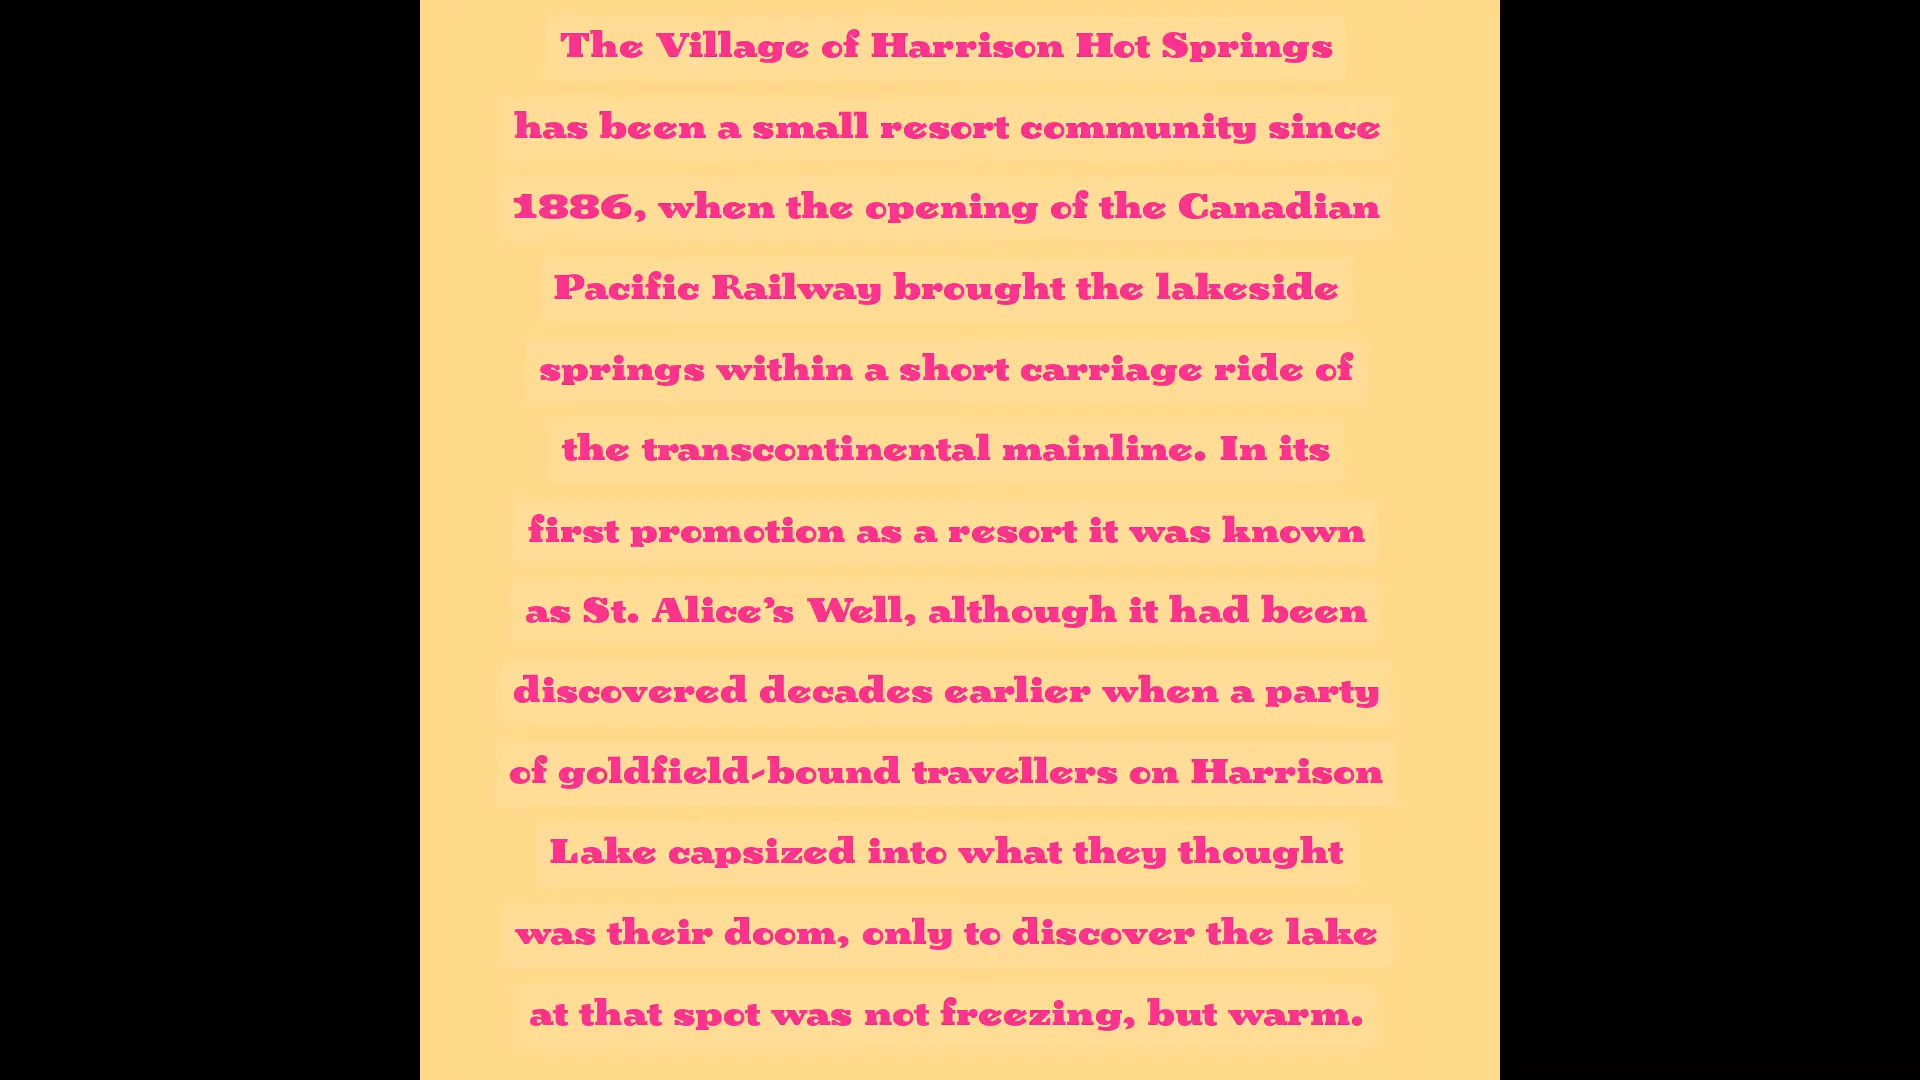 The Village of Harrison Hot Springs
has been a small resort community since
1886, when the opening of the Canadian
Pacific Railway brought the lakeside
springs within a short carriage ride of
the transcontinental mainline. In its
first promotion as a resort it was known
as St. Alice’s Well, although it had been
discovered decades earlier when a party
of goldfield-bound travellers on Harrison
Lake capsized into what they thought
was their doom, only to discover the lake
at that spot was not freezing, but warm.